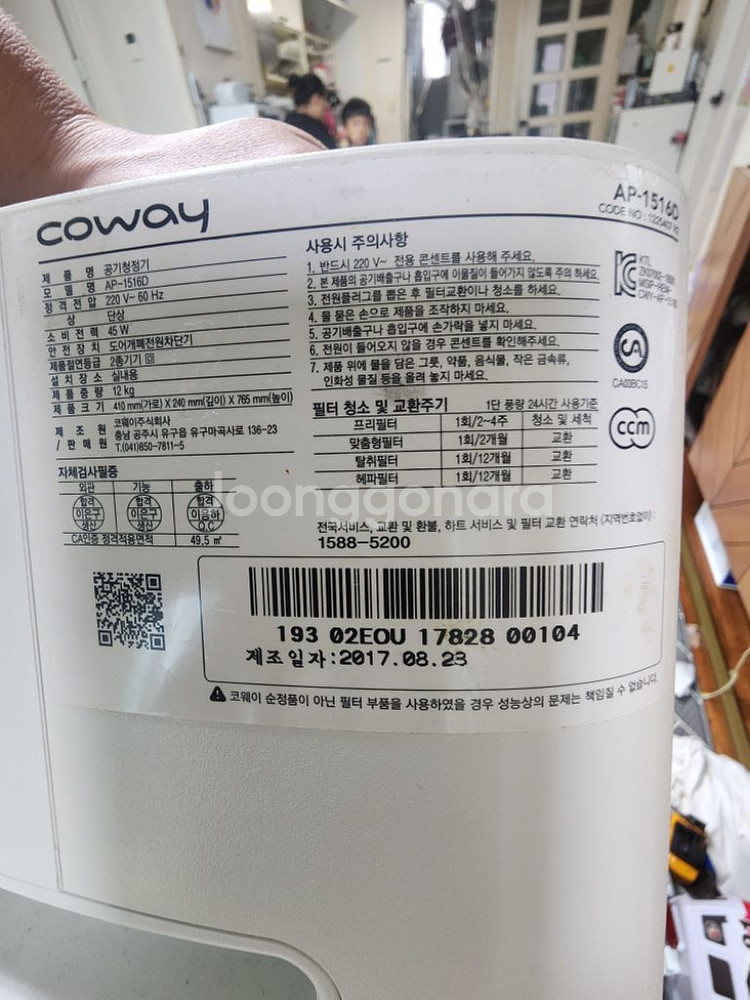 coway
AP-1516D
CODE NO :
제 품 명 공기청정기
모 델 명 AP-1516D
정 격 전 압 220 V~ 60 Hz
상 단상
소 비 전 력 45 W
안 전 장 치 도어개폐전원차단기
제품절연등급 2종기기
설 치 장 소 실내용
제 품 중 량 12 kg
제 품 크 기 410 mm(가로) X 240 mm(깊이) X 765 mm(높이)
제 조 원 코웨이주식회사
/ 판 매 원 충남 공주시 유구읍 유구마곡사로 136-23
T.(041)850-7811~5
사용시 주의사항
1. 반드시 220 V~ 전용 콘센트를 사용해 주세요.
2. 본 제품의 공기배출구나 흡입구에 이물질이 들어가지 않도록 주의 하세요.
3. 전원플러그를 뽑은 후 필터교환이나 청소를 하세요.
4. 물 묻은 손으로 제품을 조작하지 마세요.
5. 공기배출구나 흡입구에 손가락을 넣지 마세요.
6. 전원이 들어오지 않을 경우 콘센트를 확인해주세요.
7. 제품 위에 물을 담은 그릇, 약품, 음식물, 작은 금속류,
인화성 물질 등을 올려 놓지 마세요.
KTL
CA
ccm
필터 청소 및 교환주기 1단 풍량 24시간 사용기준
프리필터 1회/2~4주 청소 및 세척
맞춤형필터 1회/2개월 교환
탈취필터 1회/12개월 교환
헤파필터 1회/12개월 교환
자체검사필증
외관 기능 출하
합격 합격 합격
이은구 이은구 이을하
생산 생산 Q.C
CA인증 정격적용면적 49.5 ㎡
전국서비스, 교환 및 환불, 하트 서비스 및 필터 교환 연락처 (지역번호없이) :
1588-5200
joonggonara
193 02EOU 17828 00104
제조일자:2017.08.23
코웨이 순정품이 아닌 필터 부품을 사용하였을 경우 성능상의 문제는 책임질 수 없습니다.